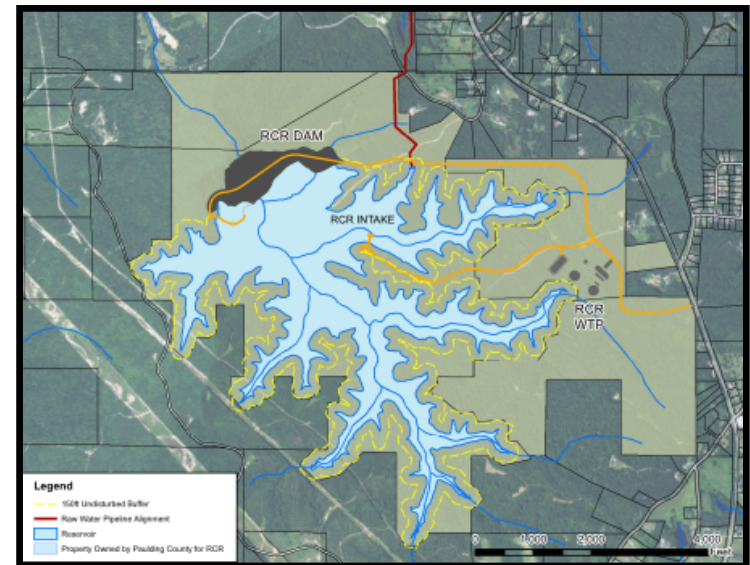 RCR DAM
RCR INTAKE
RCR
WTP
Legend
150ft Undisturbed Buffer
Raw Water Pipeline Alignment
Reservoir
Property Owned by Paulding County for RCR
0 1,000 2,000 4,000
Feet